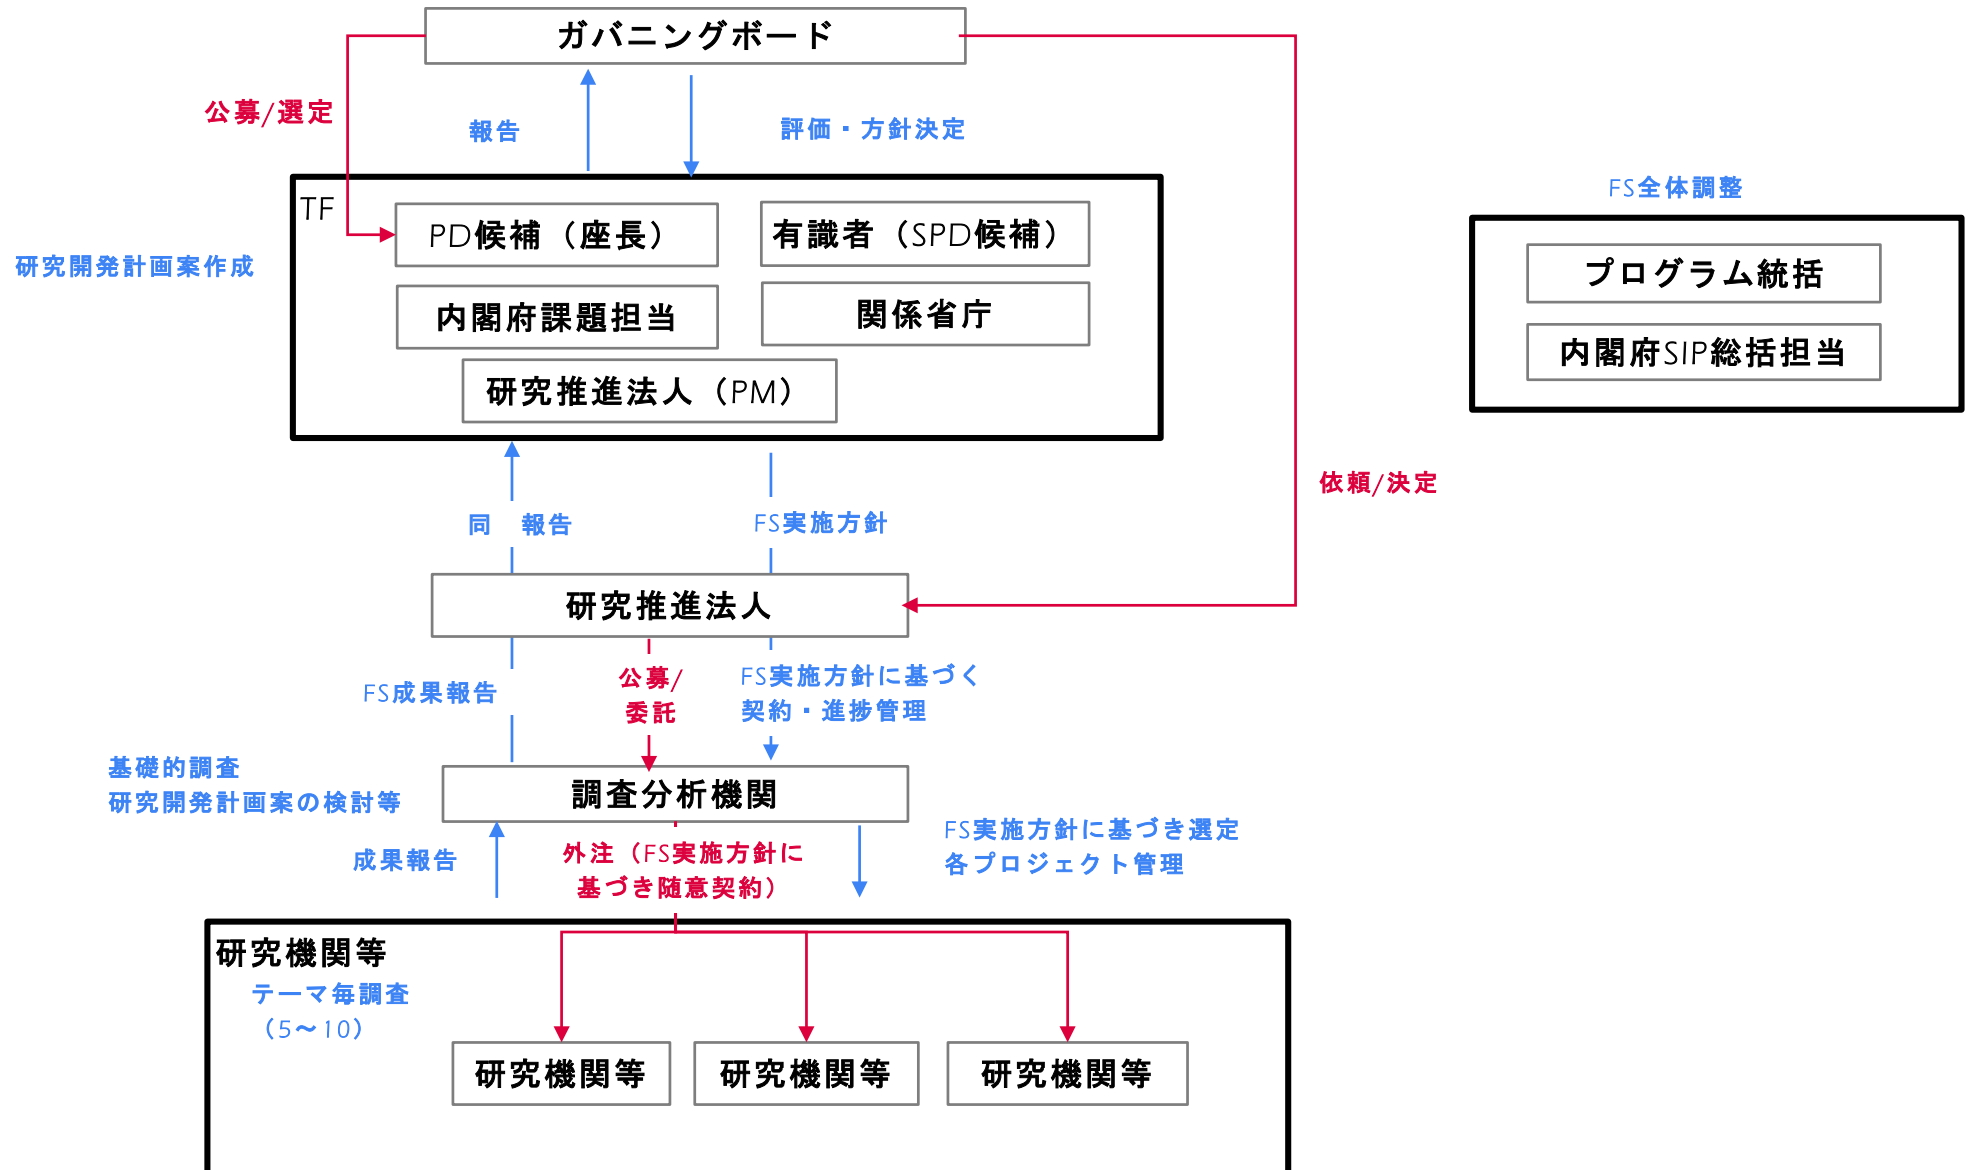 ガバニングボード
公募/選定
報告
評価・方針決定
TF
PD候補（座長）
有識者（SPD候補）
内閣府課題担当
関係省庁
研究推進法人（PM）
研究開発計画案作成
FS全体調整
プログラム統括
内閣府SIP総括担当
依頼/決定
同　報告
FS実施方針
研究推進法人
FS成果報告
公募/
委託
FS実施方針に基づく
契約・進捗管理
基礎的調査
研究開発計画案の検討等
調査分析機関
成果報告
外注（FS実施方針に
基づき随意契約）
FS実施方針に基づき選定
各プロジェクト管理
研究機関等
テーマ毎調査
（5～10）
研究機関等
研究機関等
研究機関等